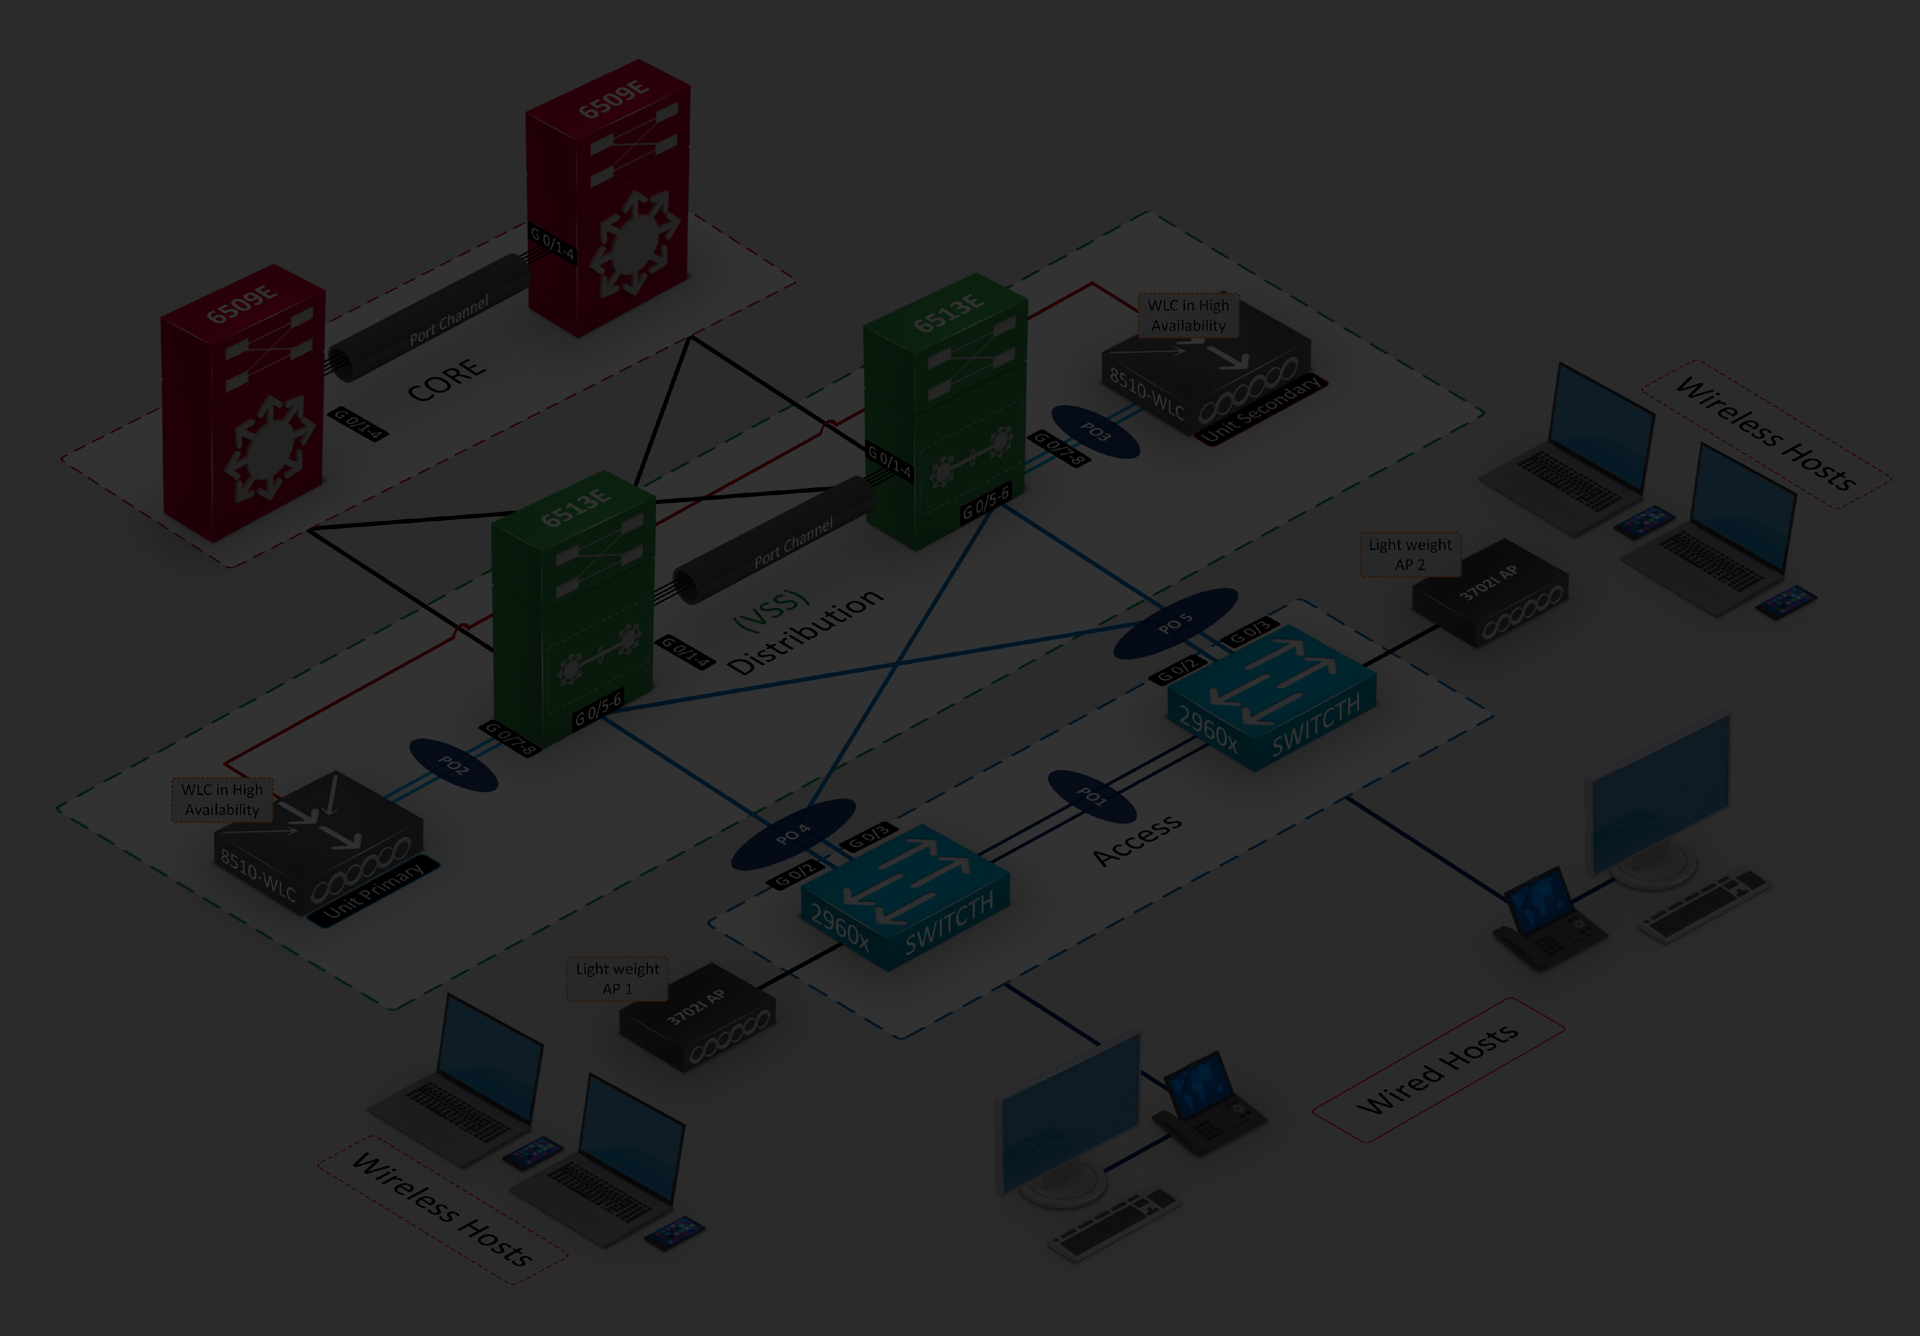 6509E
G 0/1-4
6509E
Port Channel
CORE
G 0/1-4
6513E
WLC in High
Availability
8510-WLC
Unit Secondary
PO3
G 0/7-8
G 0/1-4
G 0/5-6
Wireless Hosts
6513E
Port Channel
(VSS)
Distribution
G 0/1-4
G 0/5-6
G 0/7-8
PO2
Light weight
AP 2
3702I AP
PO 5
G 0/3
G 0/2
2960x
SWITCTH
WLC in High
Availability
8510-WLC
Unit Primary
PO 4
G 0/3
G 0/2
PO1
Access
2960x
SWITCTH
Light weight
AP 1
3702I AP
Wired Hosts
Wireless Hosts